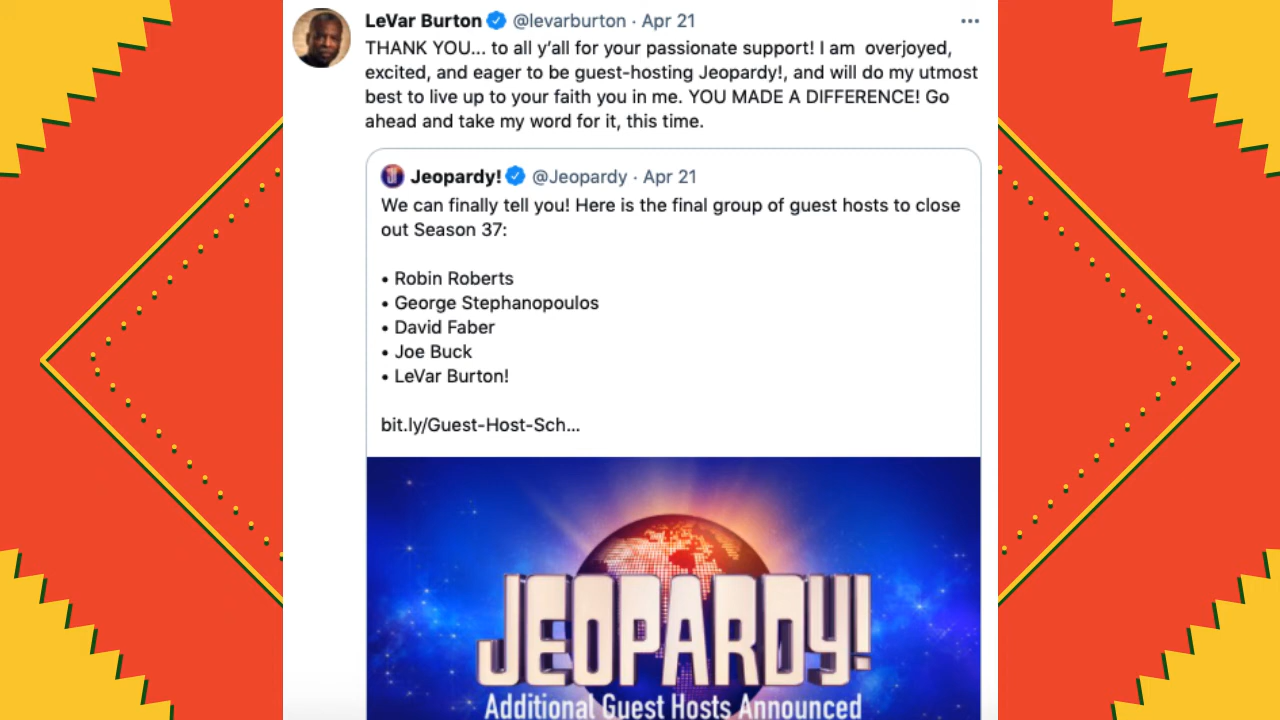 LeVar Burton @levarburton · Apr 21
THANK YOU... to all y'all for your passionate support! I am overjoyed,
excited, and eager to be guest-hosting Jeopardy!, and will do my utmost
best to live up to your faith you in me. YOU MADE A DIFFERENCE! Go
ahead and take my word for it, this time.
Jeopardy! @Jeopardy · Apr 21
We can finally tell you! Here is the final group of guest hosts to close
out Season 37:
• Robin Roberts
• George Stephanopoulos
• David Faber
• Joe Buck
• LeVar Burton!
bit.ly/Guest-Host-Sch...
JEOPARDY!
Additional Guest Hosts Announced